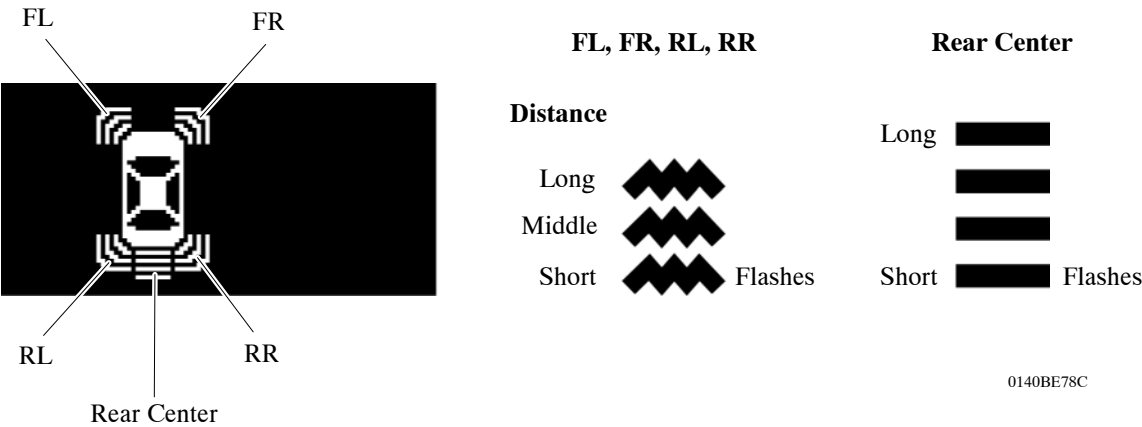 FL
FR
FL, FR, RL, RR
Rear Center
Distance
Long
Middle
Short
Flashes
Long
Short
Flashes
RL
RR
Rear Center
0140BE78C